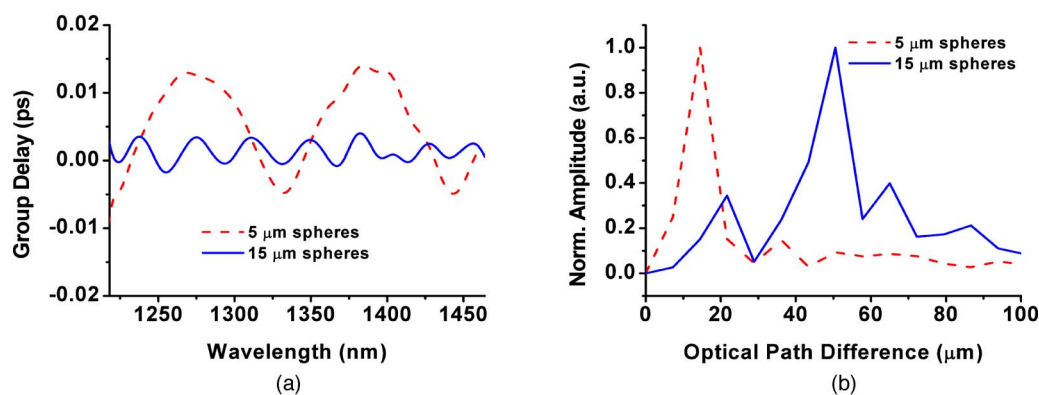 0.02
0.01
0.00
-0.01
-0.02
Group Delay (ps)
5 μm spheres
15 μm spheres
1250 1300 1350 1400 1450
Wavelength (nm)
(a)
1.0
0.8
0.6
0.4
0.2
0.0
Norm. Amplitude (a.u.)
5 μm spheres
15 μm spheres
0 20 40 60 80 100
Optical Path Difference (μm)
(b)